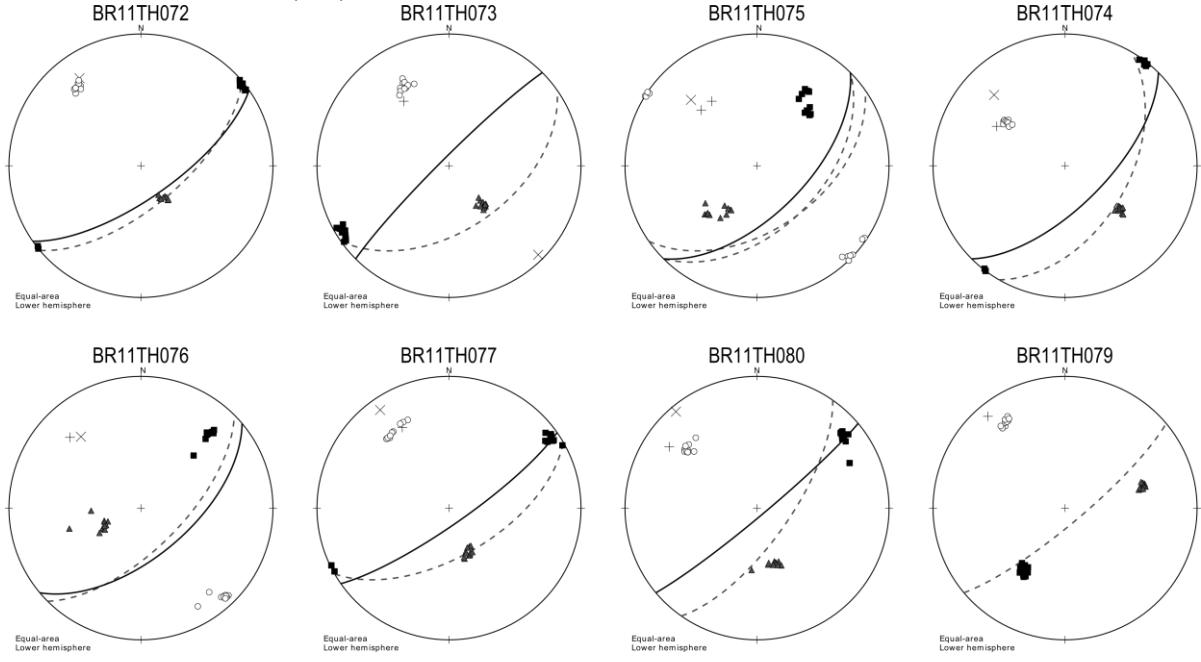 BR11TH072
N
Equal-area
Lower hemisphere
BR11TH073
N
Equal-area
Lower hemisphere
BR11TH075
N
Equal-area
Lower hemisphere
BR11TH074
N
Equal-area
Lower hemisphere
BR11TH076
N
Equal-area
Lower hemisphere
BR11TH077
N
Equal-area
Lower hemisphere
BR11TH080
N
Equal-area
Lower hemisphere
BR11TH079
N
Equal-area
Lower hemisphere